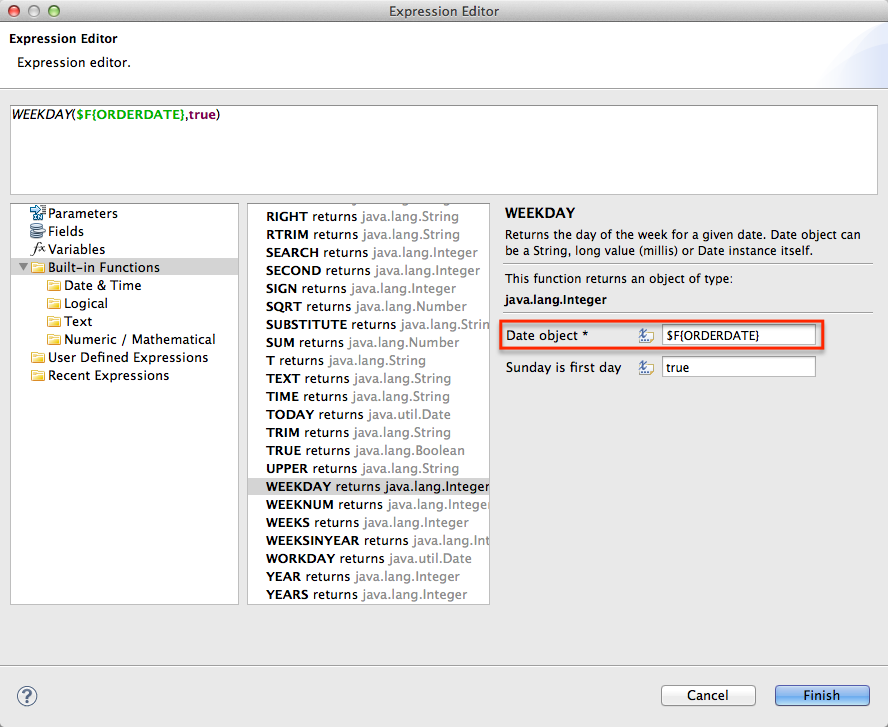 Expression Editor
Expression Editor
Expression editor.
WEEKDAY($F{ORDERDATE},true)
Parameters
Fields
fx Variables
Built-in Functions
Date & Time
Logical
Text
Numeric / Mathematical
User Defined Expressions
Recent Expressions
RIGHT returns java.lang.String
RTRIM returns java.lang.String
SEARCH returns java.lang.Integer
SECOND returns java.lang.Integer
SIGN returns java.lang.Integer
SQRT returns java.lang.Number
SUBSTITUTE returns java.lang.Strin
SUM returns java.lang.Number
T returns java.lang.String
TEXT returns java.lang.String
TIME returns java.lang.String
TODAY returns java.util.Date
TRIM returns java.lang.String
TRUE returns java.lang.Boolean
UPPER returns java.lang.String
WEEKDAY returns java.lang.Integer
WEEKNUM returns java.lang.Intege
WEEKS returns java.lang.Integer
WEEKSINYEAR returns java.lang.Int
WORKDAY returns java.util.Date
YEAR returns java.lang.Integer
YEARS returns java.lang.Integer
WEEKDAY
Returns the day of the week for a given date. Date object can
be a String, long value (millis) or Date instance itself.
This function returns an object of type:
java.lang.Integer
Date object * $F{ORDERDATE}
Sunday is first day true
?
Cancel
Finish